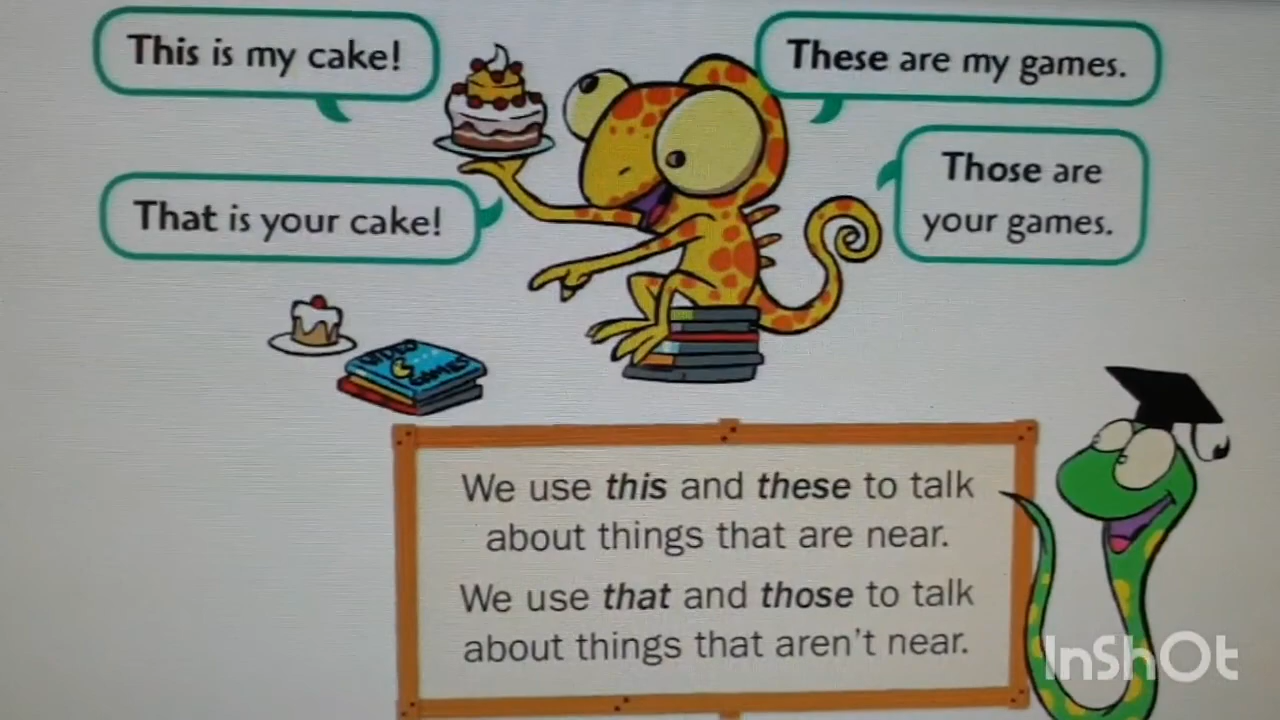 This is my cake!
These are my games.
That is your cake!
Those are
your games.
VIDEO
GAMES
We use this and these to talk
about things that are near.
We use that and those to talk
about things that aren't near.
InShOt